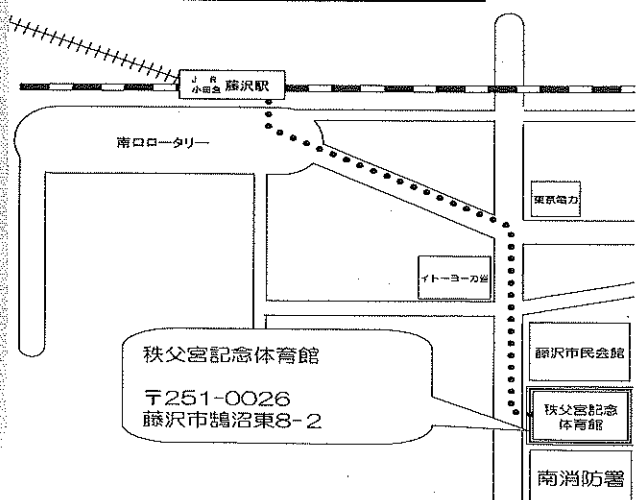 JR
小田急 藤沢駅
南口ロータリー
東京電力
イトーヨーカ堂
藤沢市民会館
秩父宮記念体育館
〒251-0026
藤沢市鵠沼東8-2
秩父宮記念
体育館
南消防署